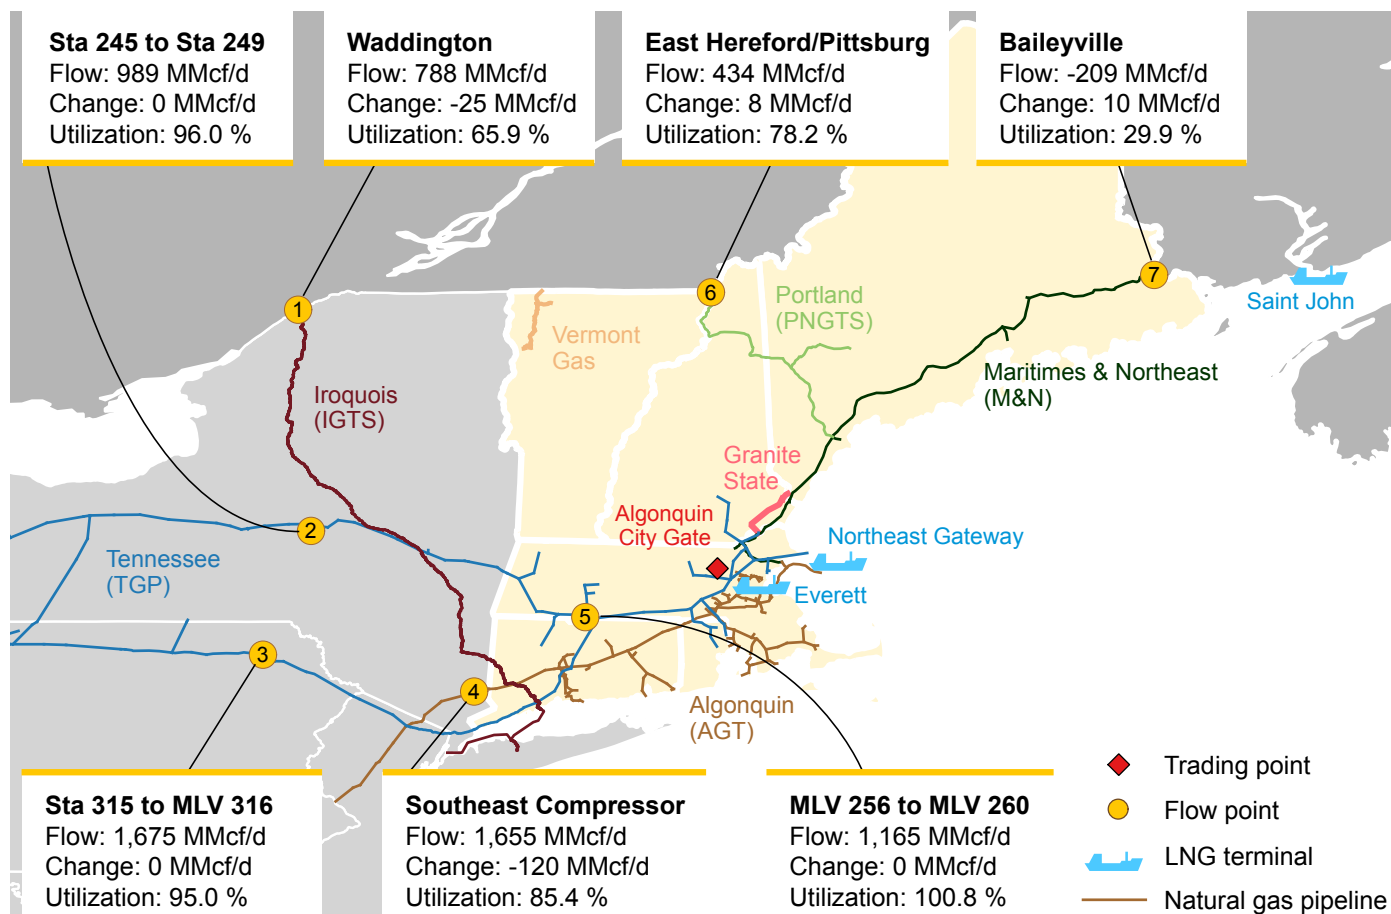 Sta 245 to Sta 249
Flow: 989 MMcf/d
Change: 0 MMcf/d
Utilization: 96.0 %
Waddington
Flow: 788 MMcf/d
Change: -25 MMcf/d
Utilization: 65.9 %
East Hereford/Pittsburg
Flow: 434 MMcf/d
Change: 8 MMcf/d
Utilization: 78.2 %
Baileyville
Flow: -209 MMcf/d
Change: 10 MMcf/d
Utilization: 29.9 %
1
6
7
Portland
(PNGTS)
Saint John
Vermont
Gas
Maritimes & Northeast
(M&N)
Iroquois
(IGTS)
Granite
State
Algonquin
City Gate
2
Northeast Gateway
Tennessee
(TGP)
Everett
5
3
4
Algonquin
(AGT)
Sta 315 to MLV 316
Flow: 1,675 MMcf/d
Change: 0 MMcf/d
Utilization: 95.0 %
Southeast Compressor
Flow: 1,655 MMcf/d
Change: -120 MMcf/d
Utilization: 85.4 %
MLV 256 to MLV 260
Flow: 1,165 MMcf/d
Change: 0 MMcf/d
Utilization: 100.8 %
Trading point
Flow point
LNG terminal
Natural gas pipeline